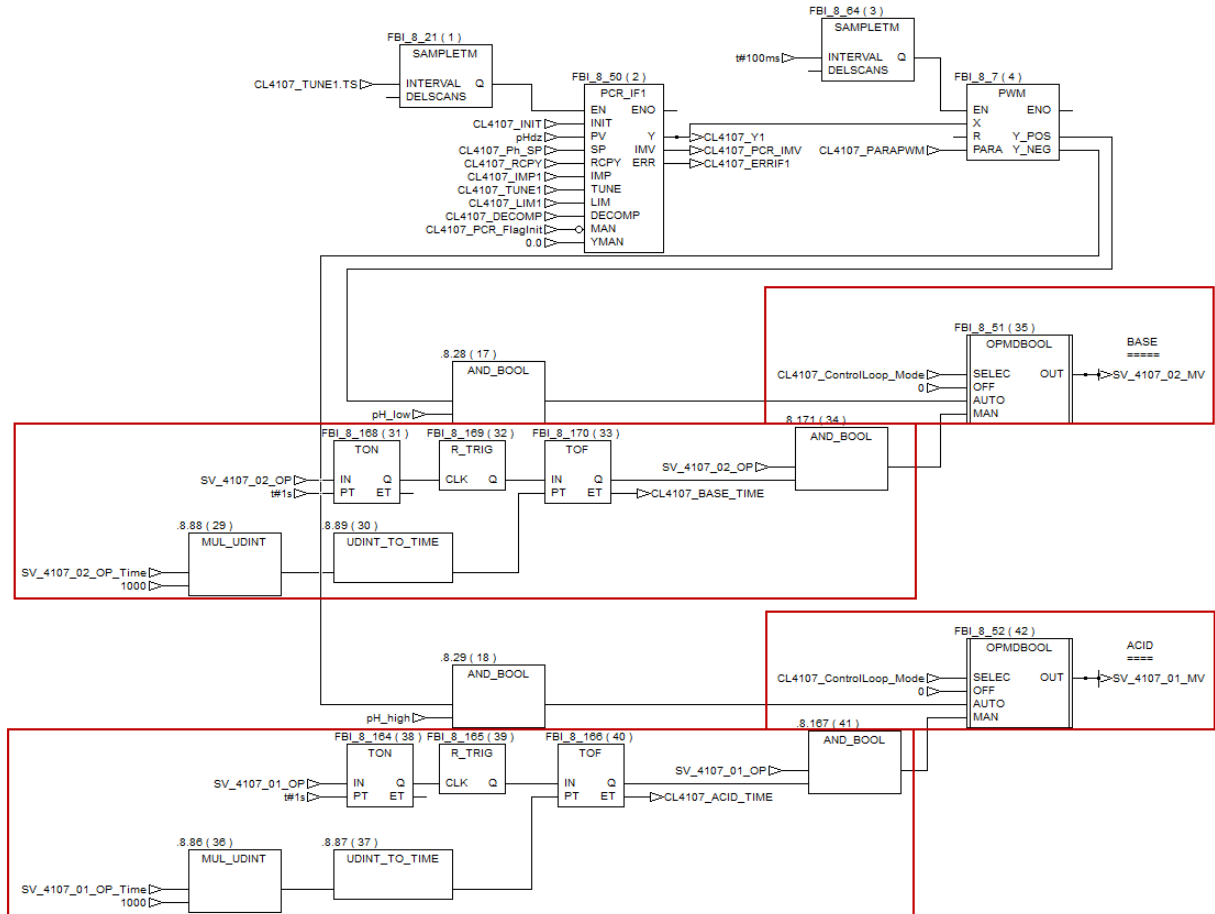 FBI_8_64 ( 3 )
SAMPLETM
t#100ms
INTERVAL Q
DELSCANS
FBI_8_21 ( 1 )
SAMPLETM
CL4107_TUNE1.TS
INTERVAL Q
DELSCANS
FBI_8_50 ( 2 )
PCR_IF1
EN ENO
CL4107_INIT
INIT
pHdz
PV Y
CL4107_Y1
CL4107_Ph_SP
SP IMV
CL4107_PCR_IMV
CL4107_RCPY
RCPY ERR
CL4107_ERRIF1
CL4107_IMP1
IMP
CL4107_TUNE1
TUNE
CL4107_LIM1
LIM
CL4107_DECOMP
DECOMP
CL4107_PCR_FlagInit
MAN
0.0
YMAN
FBI_8_7 ( 4 )
PWM
EN ENO
X
R Y_POS
CL4107_PARAPWM
PARA Y_NEG
FBI_8_51 ( 35 )
OPMDBOOL
BASE
=====
CL4107_ControlLoop_Mode
SELEC OUT
SV_4107_02_MV
0
OFF
AUTO
MAN
.8.28 ( 17 )
AND_BOOL
pH_low
8.171 ( 34 )
AND_BOOL
FBI_8_168 ( 31 )
TON
FBI_8_169 ( 32 )
R_TRIG
FBI_8_170 ( 33 )
TOF
SV_4107_02_OP
SV_4107_02_OP
IN Q
CLK Q
IN Q
t#1s
PT ET
PT ET
CL4107_BASE_TIME
.8.88 ( 29 )
MUL_UDINT
.8.89 ( 30 )
UDINT_TO_TIME
SV_4107_02_OP_Time
1000
FBI_8_52 ( 42 )
OPMDBOOL
ACID
====
CL4107_ControlLoop_Mode
SELEC OUT
SV_4107_01_MV
0
OFF
AUTO
MAN
.8.29 ( 18 )
AND_BOOL
pH_high
.8.167 ( 41 )
AND_BOOL
FBI_8_164 ( 38 )
TON
FBI_8_165 ( 39 )
R_TRIG
FBI_8_166 ( 40 )
TOF
SV_4107_01_OP
SV_4107_01_OP
IN Q
CLK Q
IN Q
t#1s
PT ET
PT ET
CL4107_ACID_TIME
.8.86 ( 36 )
MUL_UDINT
.8.87 ( 37 )
UDINT_TO_TIME
SV_4107_01_OP_Time
1000